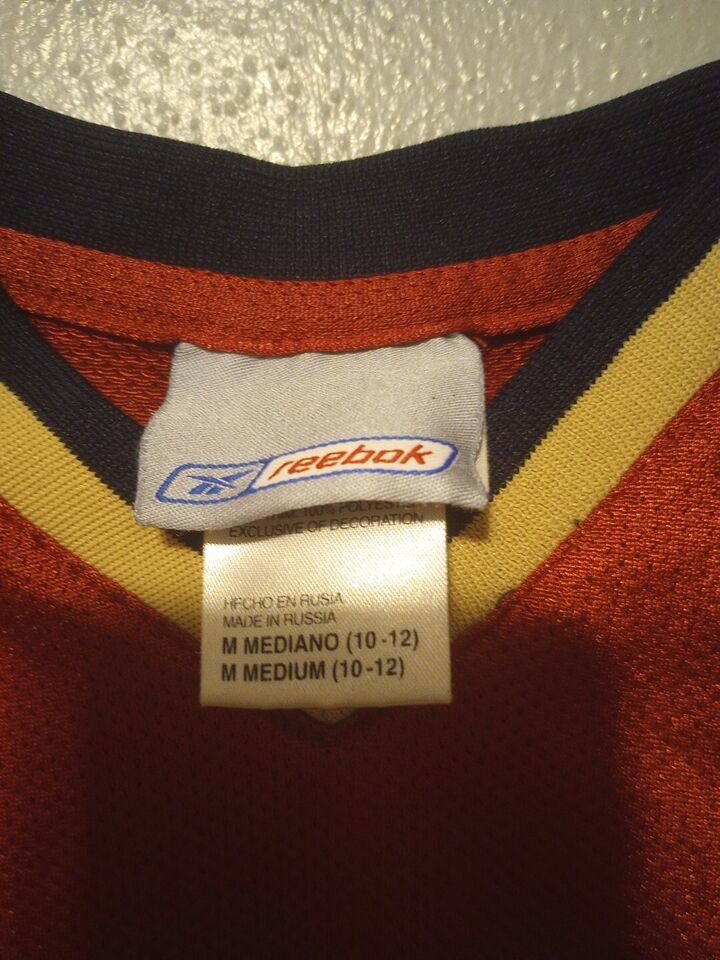 reebok
100% POLYESTER
EXCLUSIVE OF DECORATION
HECHO EN RUSIA
MADE IN RUSSIA
M MEDIANO (10-12)
M MEDIUM (10-12)